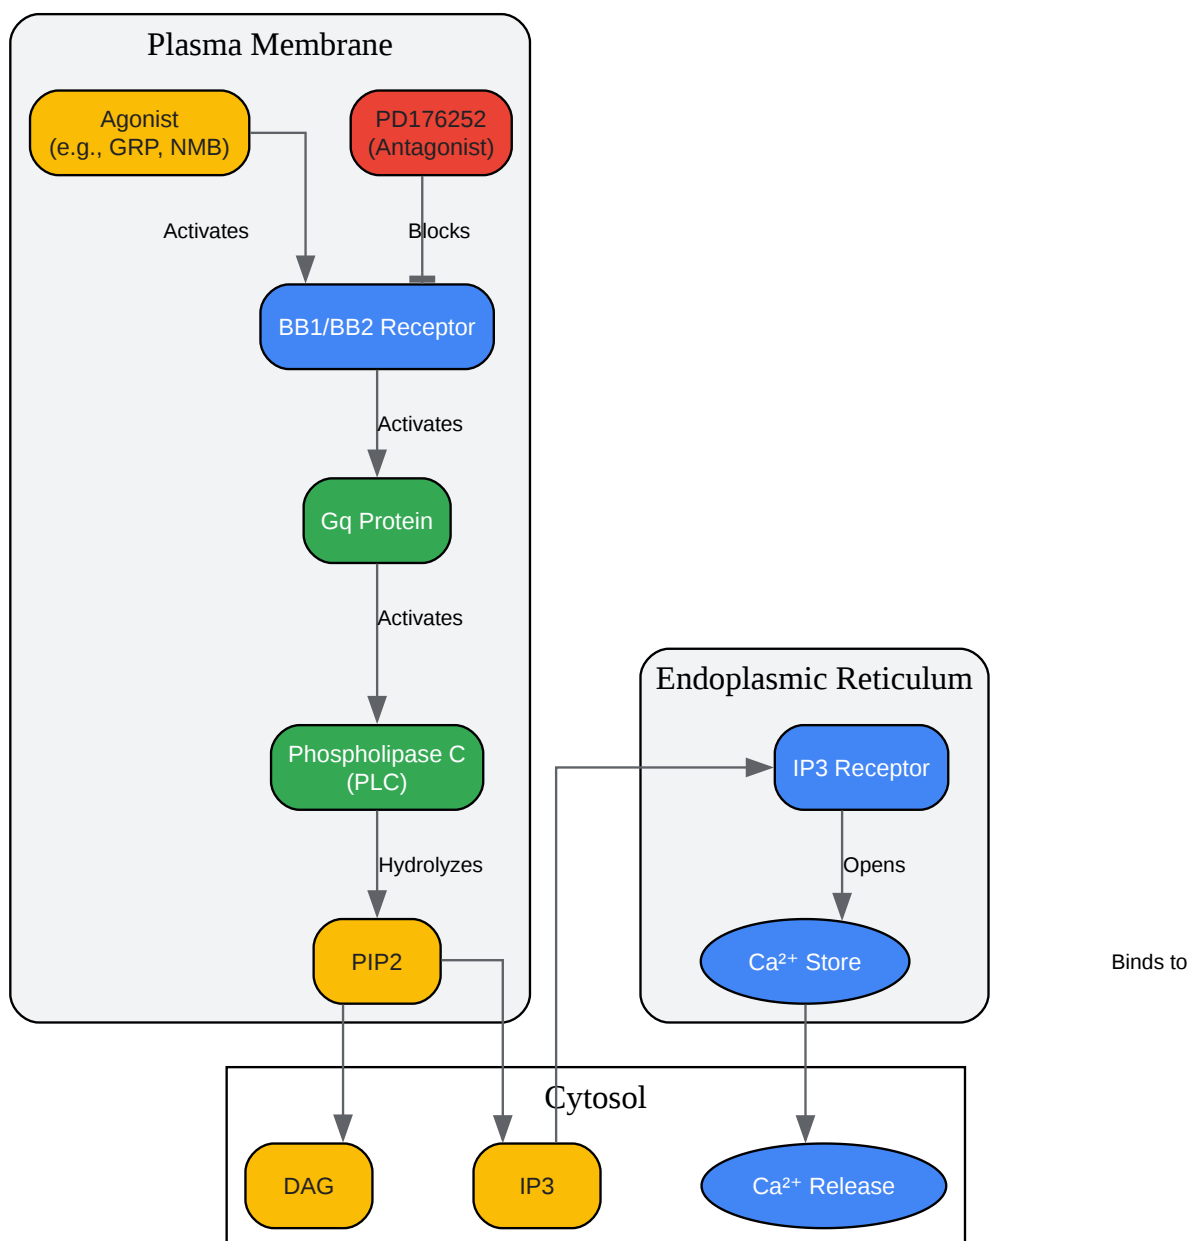 Plasma Membrane
Agonist
(e.g., GRP, NMB)
PD176252
(Antagonist)
Activates
Blocks
BB1/BB2 Receptor
Activates
Gq Protein
Activates
Endoplasmic Reticulum
Phospholipase C
(PLC)
IP3 Receptor
Hydrolyzes
Opens
PIP2
Ca²⁺ Store
Binds to
Cytosol
DAG
IP3
Ca²⁺ Release